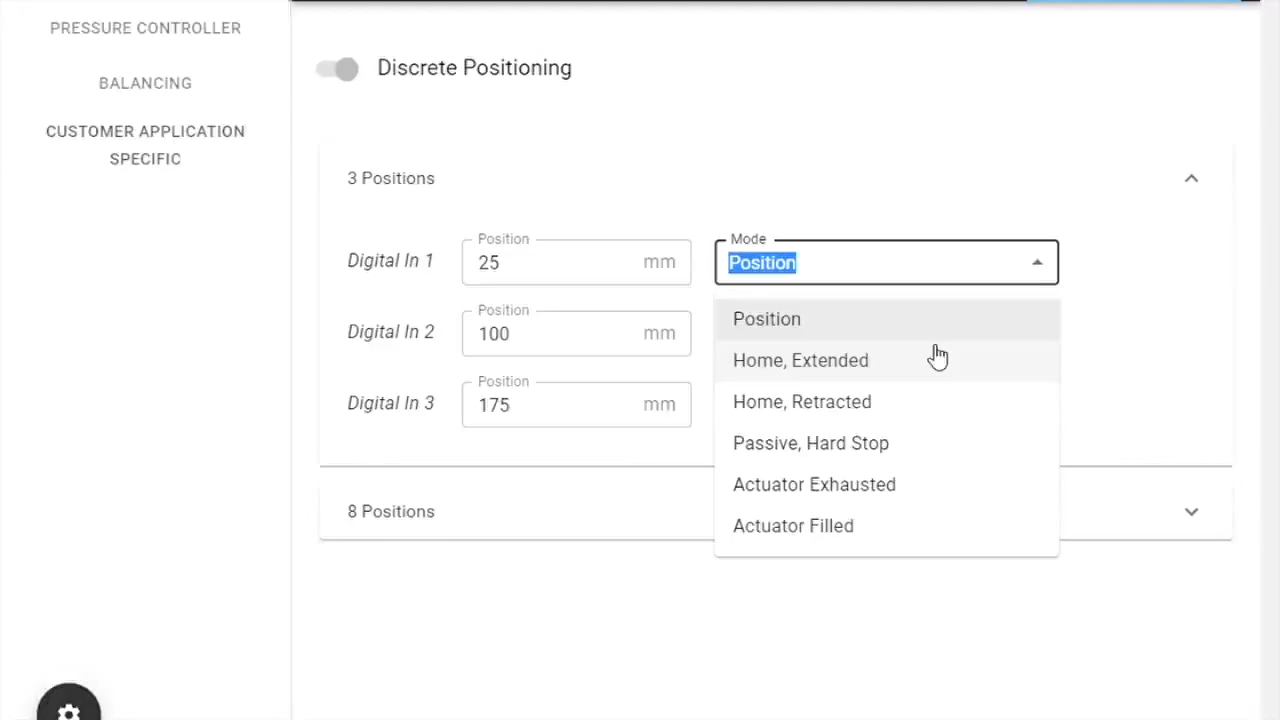 PRESSURE CONTROLLER
BALANCING
CUSTOMER APPLICATION
SPECIFIC
Discrete Positioning
3 Positions
Digital In 1
Position
25
mm
Mode
Position
Digital In 2
Position
100
mm
Digital In 3
Position
175
mm
Position
Home, Extended
Home, Retracted
Passive, Hard Stop
Actuator Exhausted
Actuator Filled
8 Positions